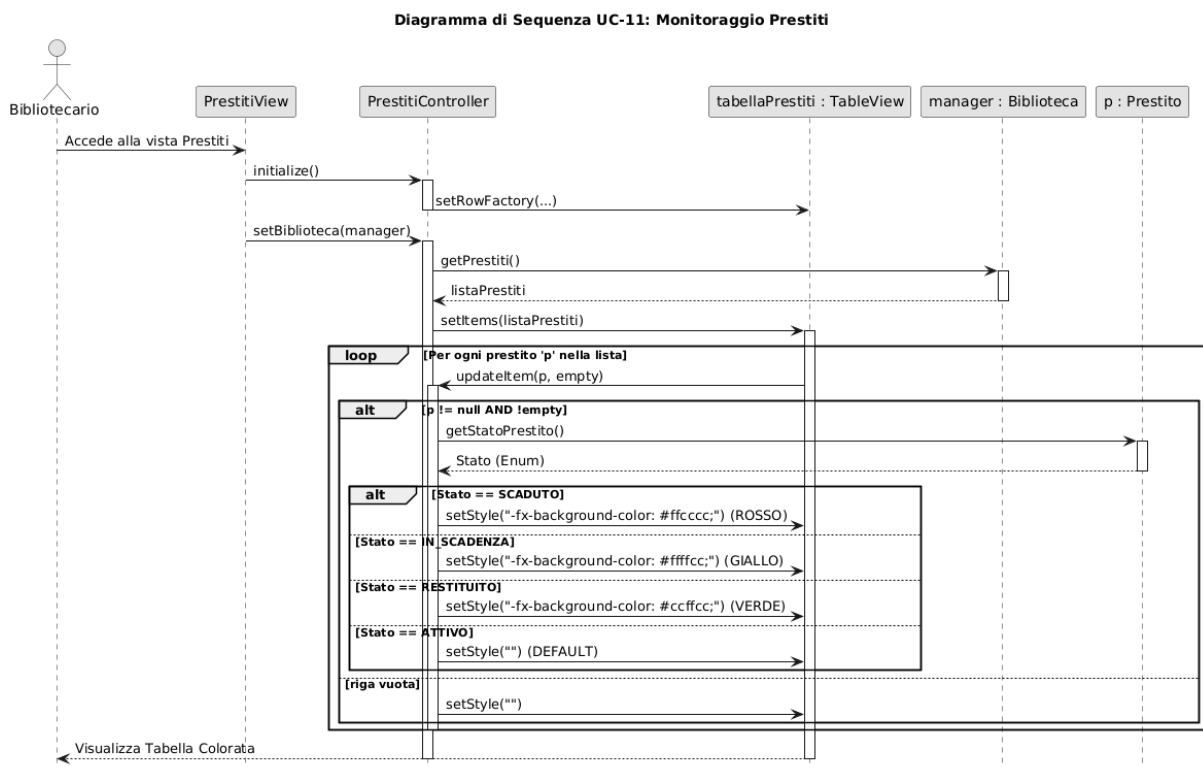 Diagramma di Sequenza UC-11: Monitoraggio Prestiti
Bibliotecario
PrestitiView
PrestitiController
tabellaPrestiti : TableView
manager : Biblioteca
p : Prestito
Accede alla vista Prestiti
initialize()
setRowFactory(...)
setBiblioteca(manager)
getPrestiti()
listaPrestiti
setItems(listaPrestiti)
loop [Per ogni prestito 'p' nella lista]
updateItem(p, empty)
alt [p != null AND !empty]
getStatoPrestito()
Stato (Enum)
alt [Stato == SCADUTO]
setStyle("-fx-background-color: #ffcccc;") (ROSSO)
[Stato == IN_SCADENZA]
setStyle("-fx-background-color: #ffffcc;") (GIALLO)
[Stato == RESTITUITO]
setStyle("-fx-background-color: #ccffcc;") (VERDE)
[Stato == ATTIVO]
setStyle("") (DEFAULT)
[riga vuota]
setStyle("")
Visualizza Tabella Colorata